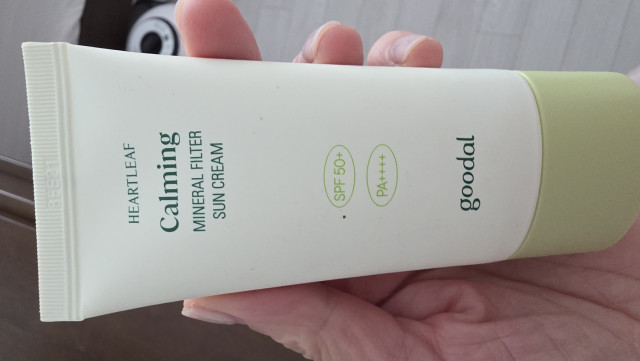 goodal
SPF 50+
PA++++
HEARTLEAF
Calming
MINERAL FILTER
SUN CREAM